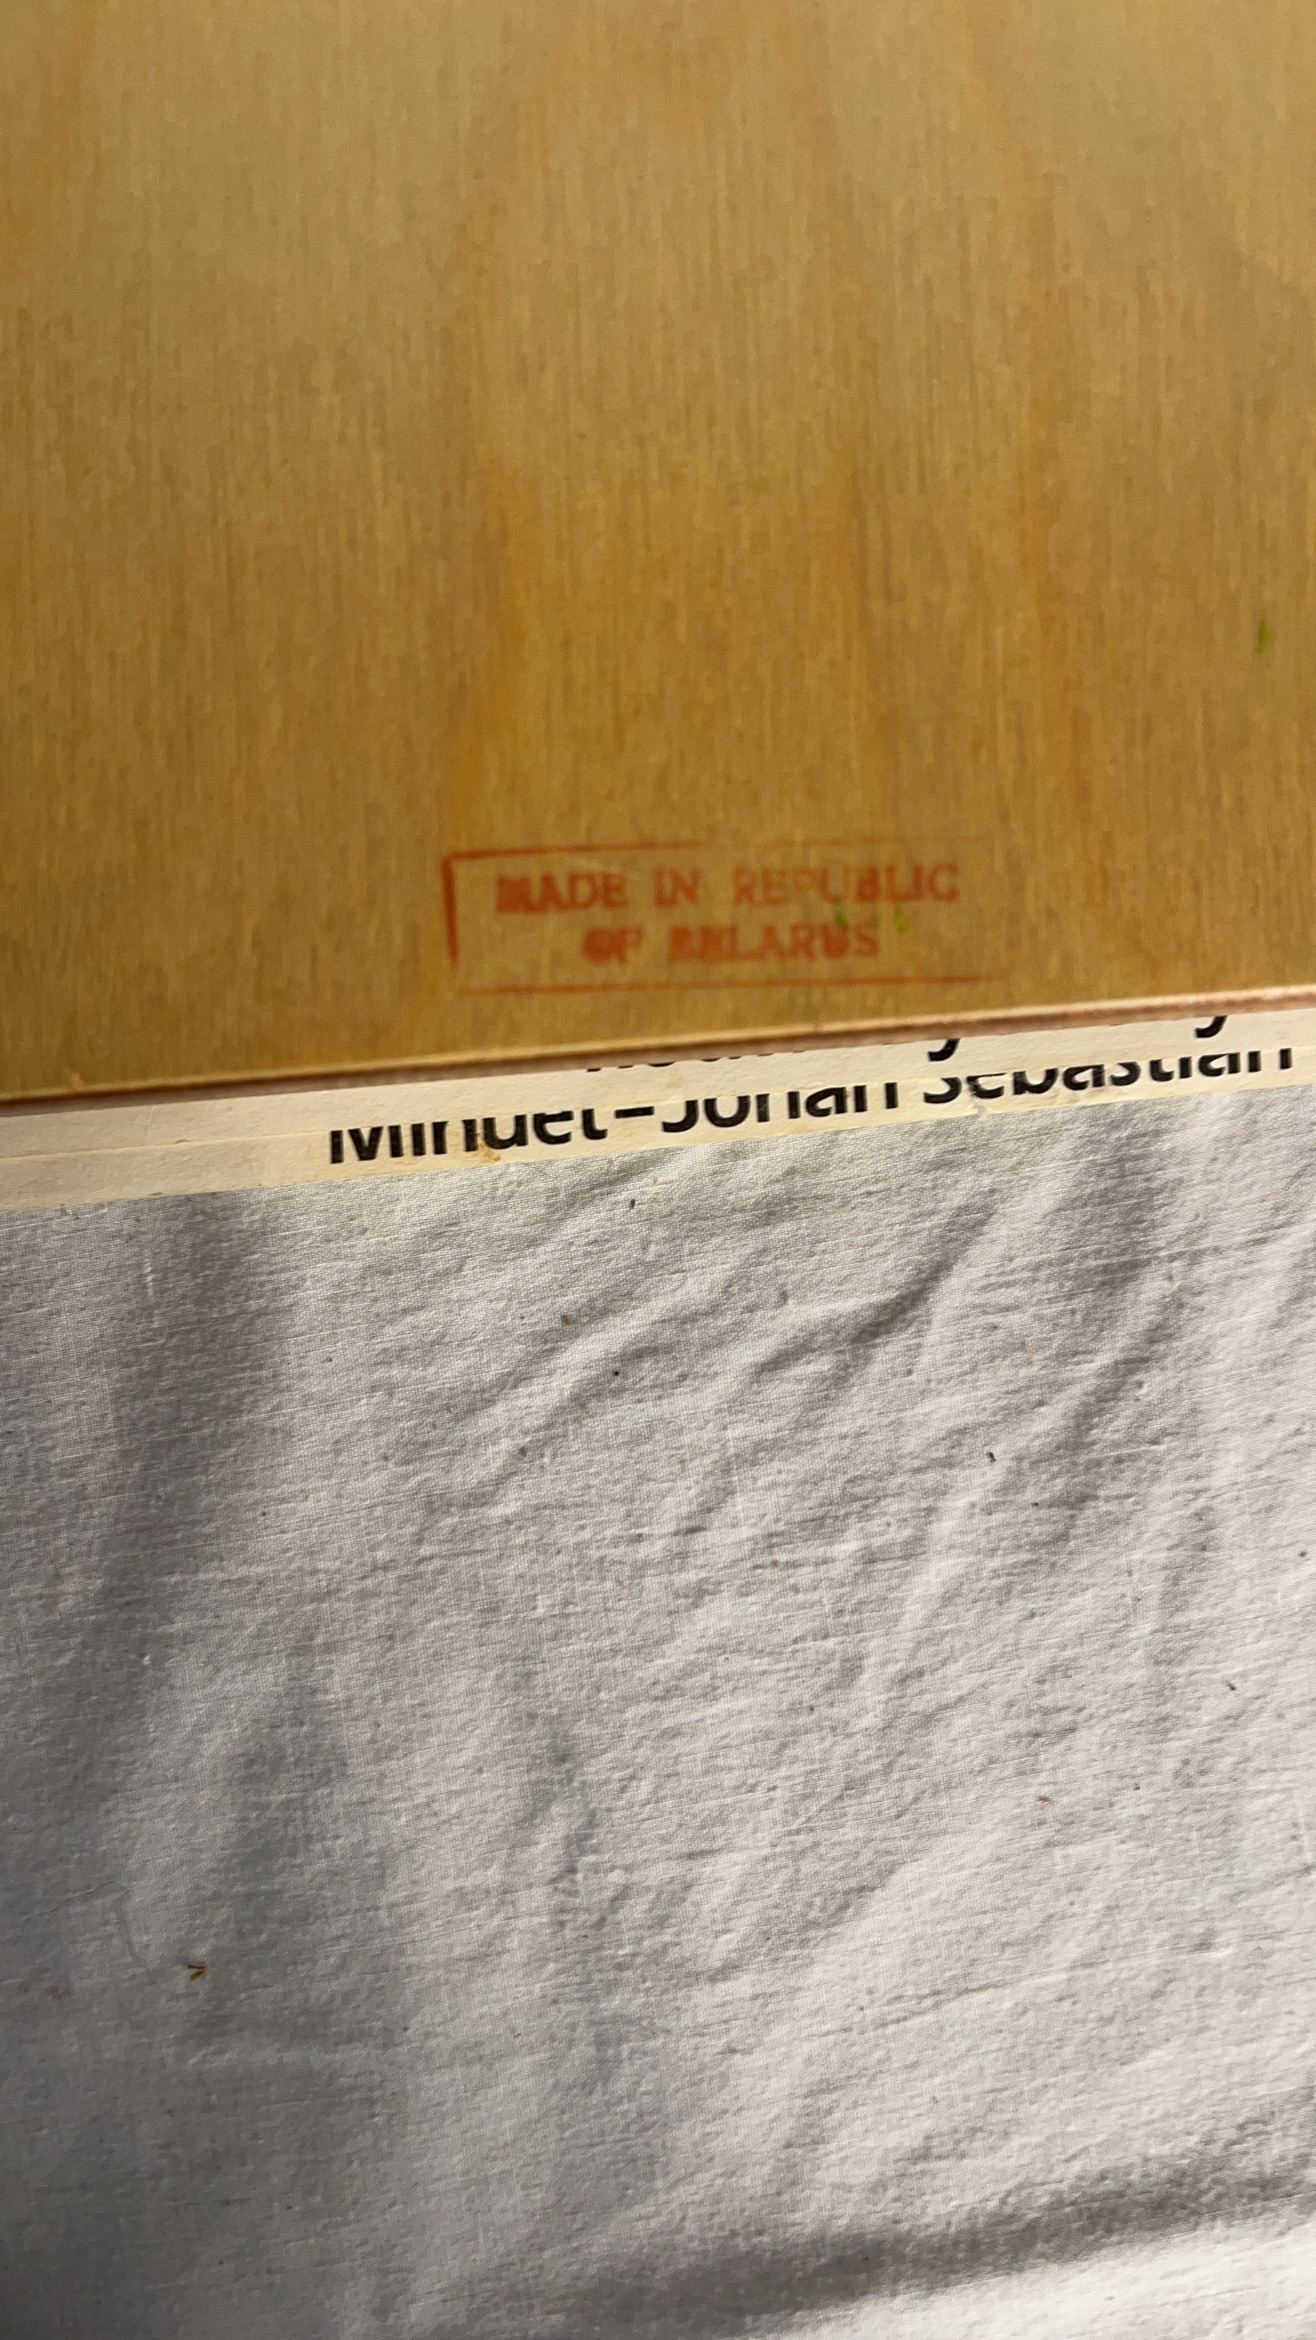 MADE IN REPUBLIC
OF BELARUS
Minuet-Johan Sebastian